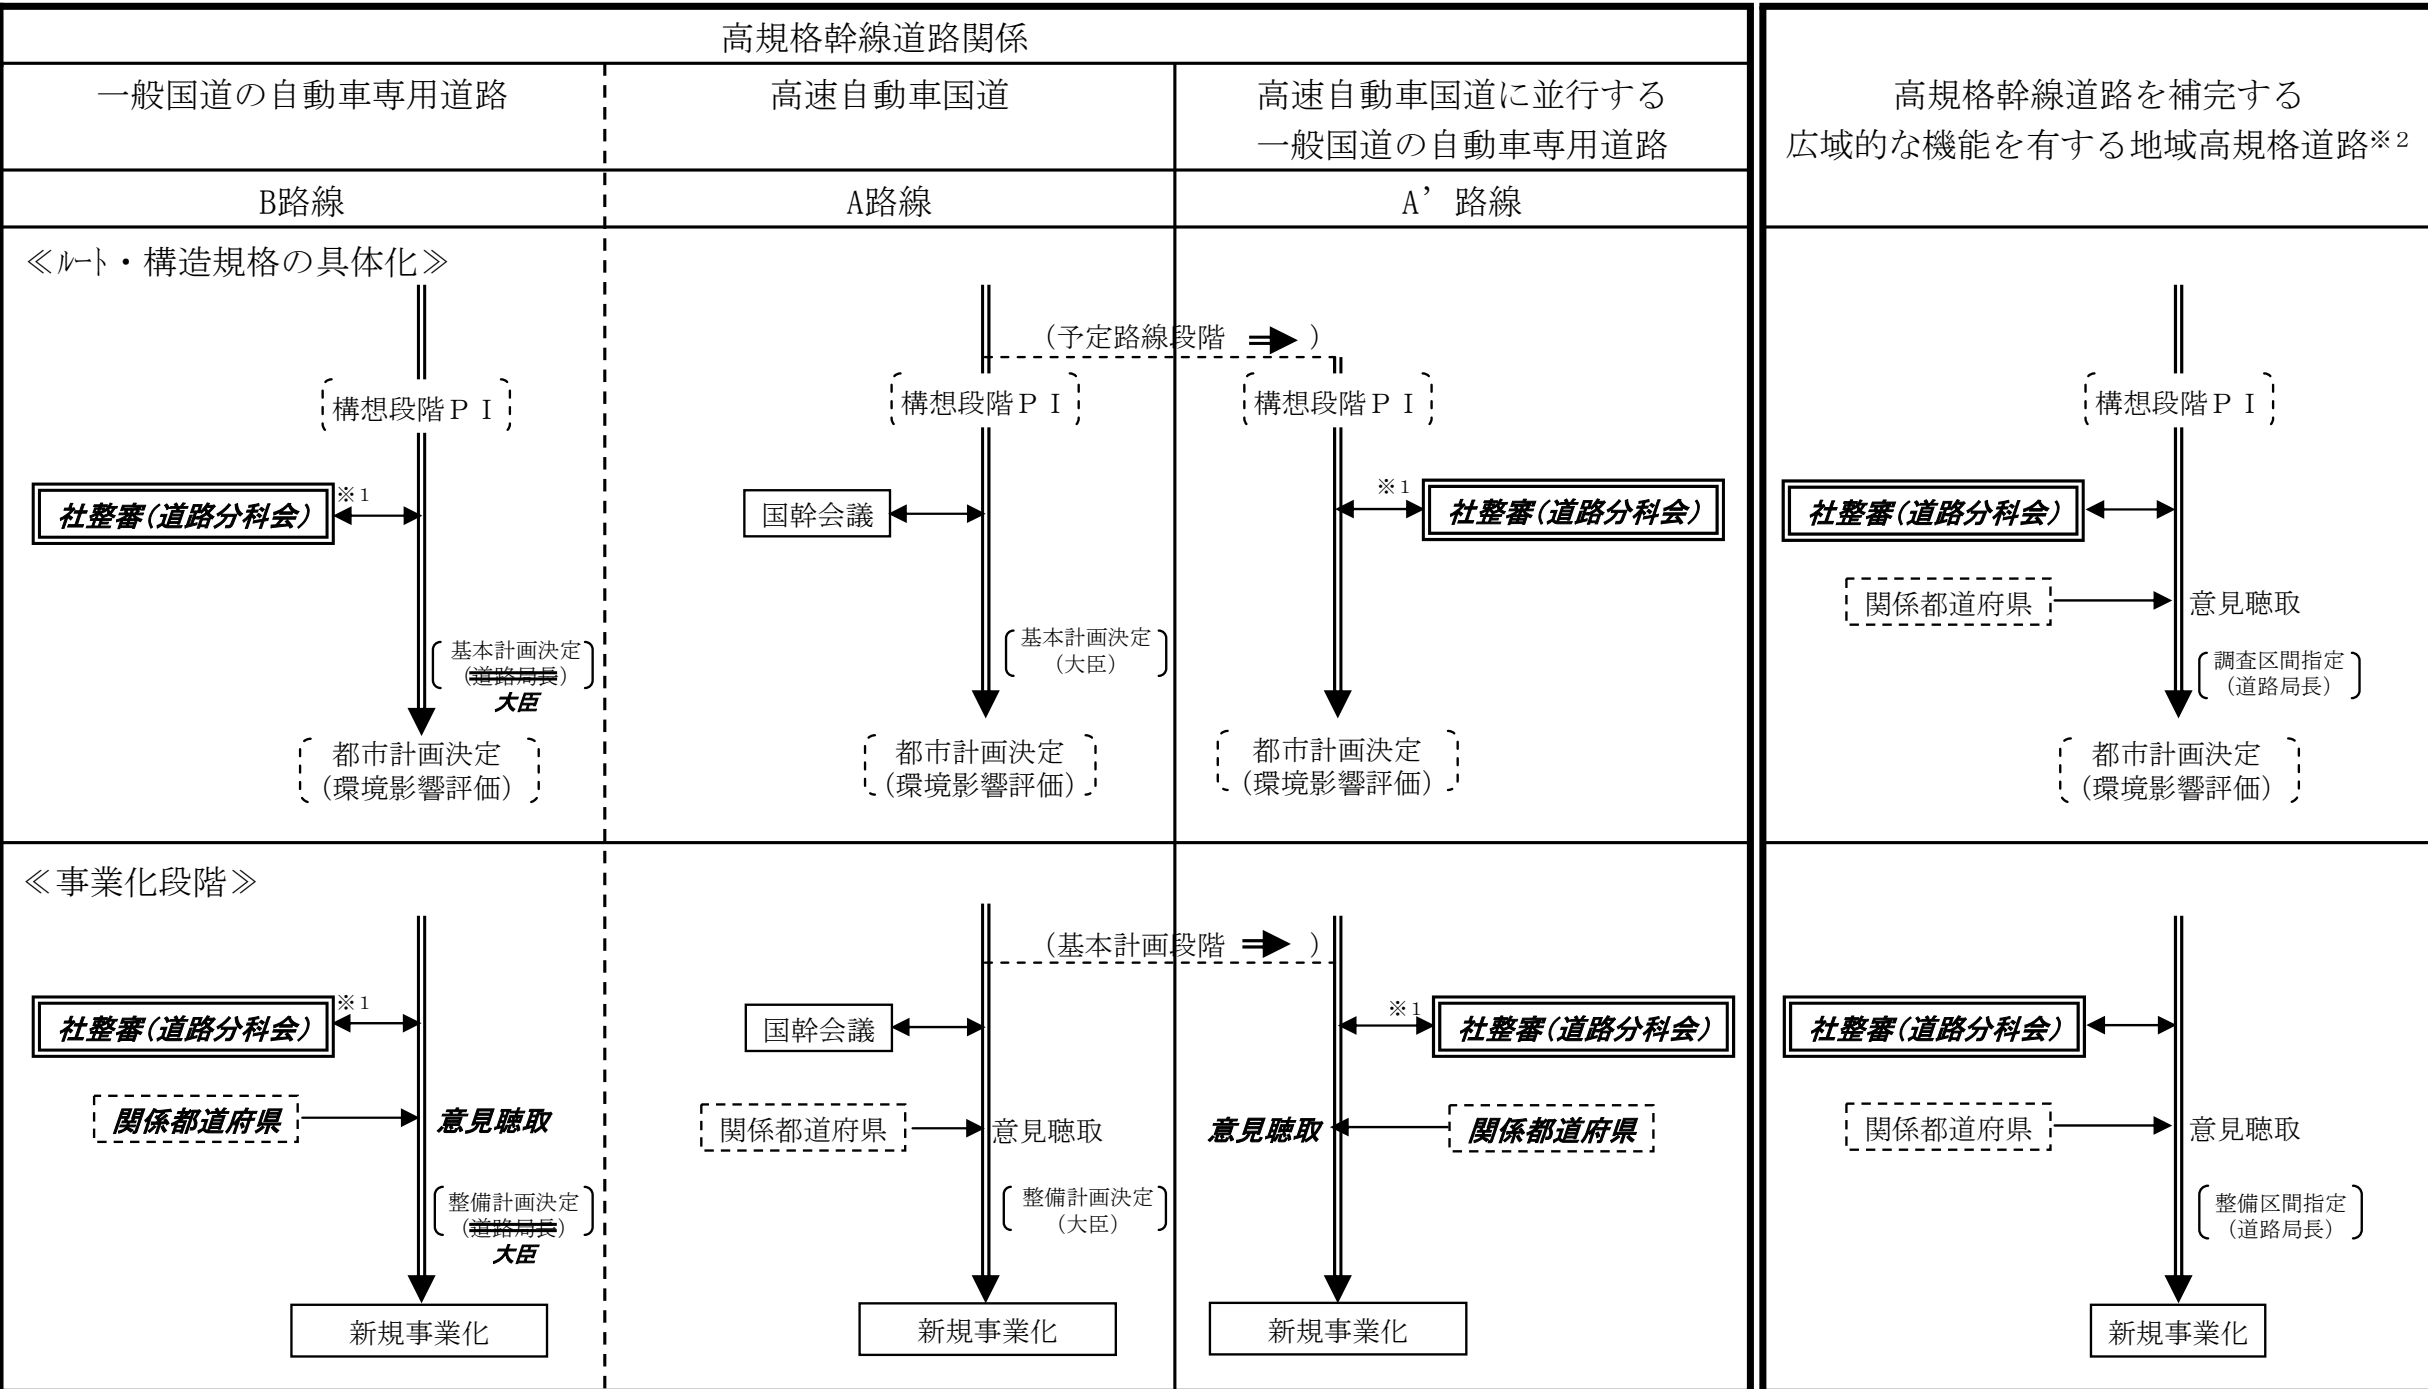 高規格幹線道路関係
一般国道の自動車専用道路
高速自動車国道
高速自動車国道に並行する
一般国道の自動車専用道路
高規格幹線道路を補完する
広域的な機能を有する地域高規格道路※2
B路線
A路線
A’路線
≪ﾙｰﾄ・構造規格の具体化≫
(予定路線段階 ➡ )
構想段階ＰＩ
構想段階ＰＩ
構想段階ＰＩ
構想段階ＰＩ
社整審(道路分科会)
※1
国幹会議
※1
社整審(道路分科会)
社整審(道路分科会)
関係都道府県
意見聴取
基本計画決定
(道路局長)
大臣
基本計画決定
(大臣)
調査区間指定
(道路局長)
都市計画決定
(環境影響評価)
都市計画決定
(環境影響評価)
都市計画決定
(環境影響評価)
都市計画決定
(環境影響評価)
≪事業化段階≫
(基本計画段階 ➡ )
社整審(道路分科会)
※1
国幹会議
※1
社整審(道路分科会)
社整審(道路分科会)
関係都道府県
意見聴取
関係都道府県
意見聴取
意見聴取
関係都道府県
関係都道府県
意見聴取
整備計画決定
(道路局長)
大臣
整備計画決定
(大臣)
整備区間指定
(道路局長)
新規事業化
新規事業化
新規事業化
新規事業化